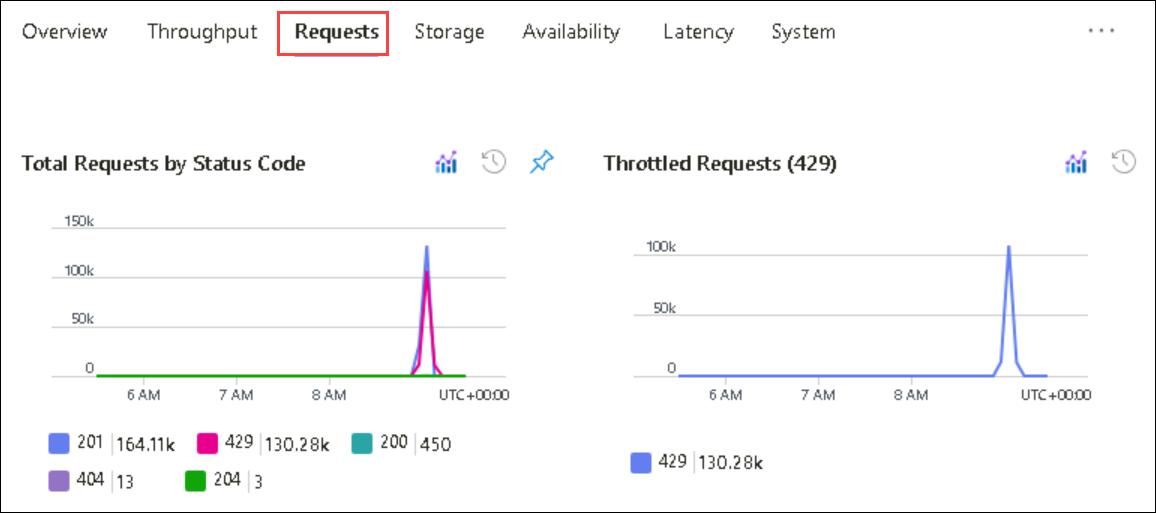 Overview Throughput Requests Storage Availability Latency System
Total Requests by Status Code
150k
100k
50k
0
6 AM 7 AM 8 AM UTC+00:00
201 164.11k 429 130.28k 200 450
404 13 204 3
Throttled Requests (429)
100k
50k
0
6 AM 7 AM 8 AM UTC+00:00
429 130.28k